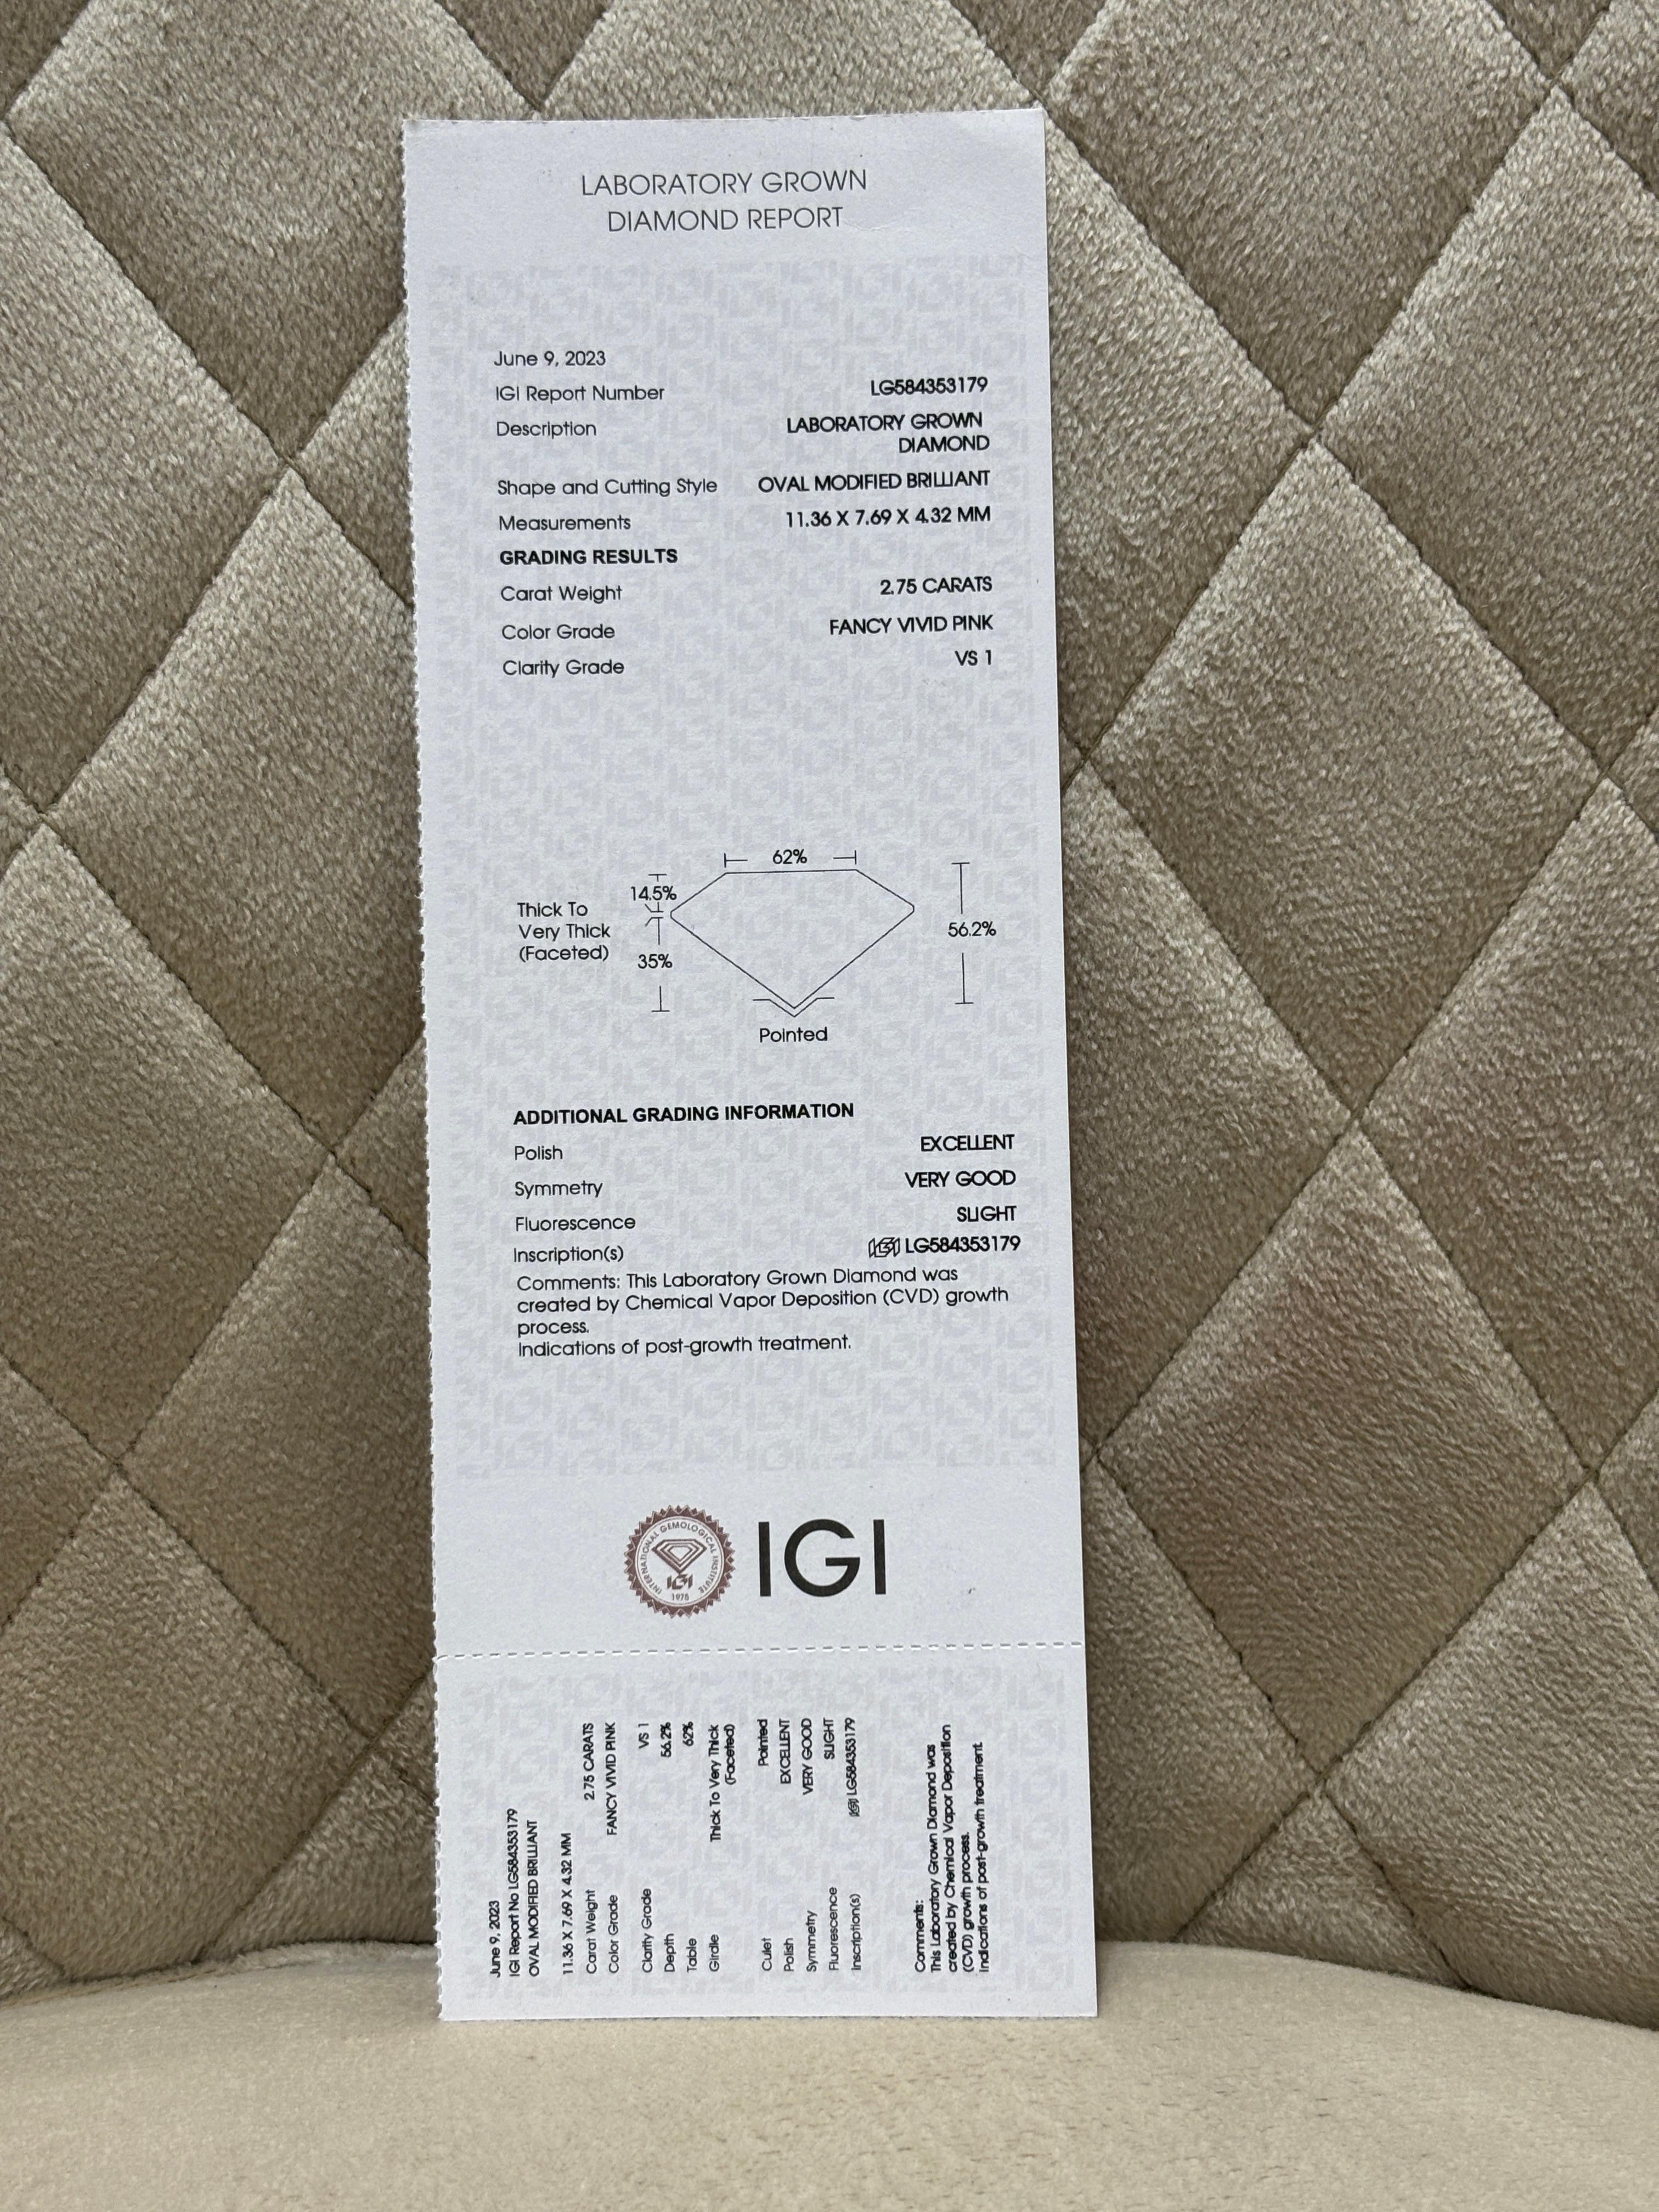 LABORATORY GROWN
DIAMOND REPORT
June 9, 2023
IGI Report Number LG584353179
Description LABORATORY GROWN
DIAMOND
Shape and Cutting Style OVAL MODIFIED BRILLIANT
Measurements 11.36 X 7.69 X 4.32 MM
GRADING RESULTS
Carat Weight 2.75 CARATS
Color Grade FANCY VIVID PINK
Clarity Grade VS 1
62%
14.5%
Thick To
Very Thick
(Faceted)
56.2%
35%
Pointed
ADDITIONAL GRADING INFORMATION
Polish EXCELLENT
Symmetry VERY GOOD
Fluorescence SLIGHT
Inscription(s) IGI LG584353179
Comments: This Laboratory Grown Diamond was
created by Chemical Vapor Deposition (CVD) growth
process.
Indications of post-growth treatment.
INTERNATIONAL GEMOLOGICAL INSTITUTE
IGI
1975
IGI
June 9, 2023
IGI Report No LG584353179
OVAL MODIFIED BRILLIANT
11.36 X 7.69 X 4.32 MM
Carat Weight 2.75 CARATS
Color Grade FANCY VIVID PINK
Clarity Grade VS 1
Depth 56.2%
Table 62%
Girdle Thick To Very Thick
(Faceted)
Culet Pointed
Polish EXCELLENT
Symmetry VERY GOOD
Fluorescence SLIGHT
Inscription(s) IGI LG584353179
Comments:
This Laboratory Grown Diamond was
created by Chemical Vapor Deposition
(CVD) growth process.
Indications of post-growth treatment.